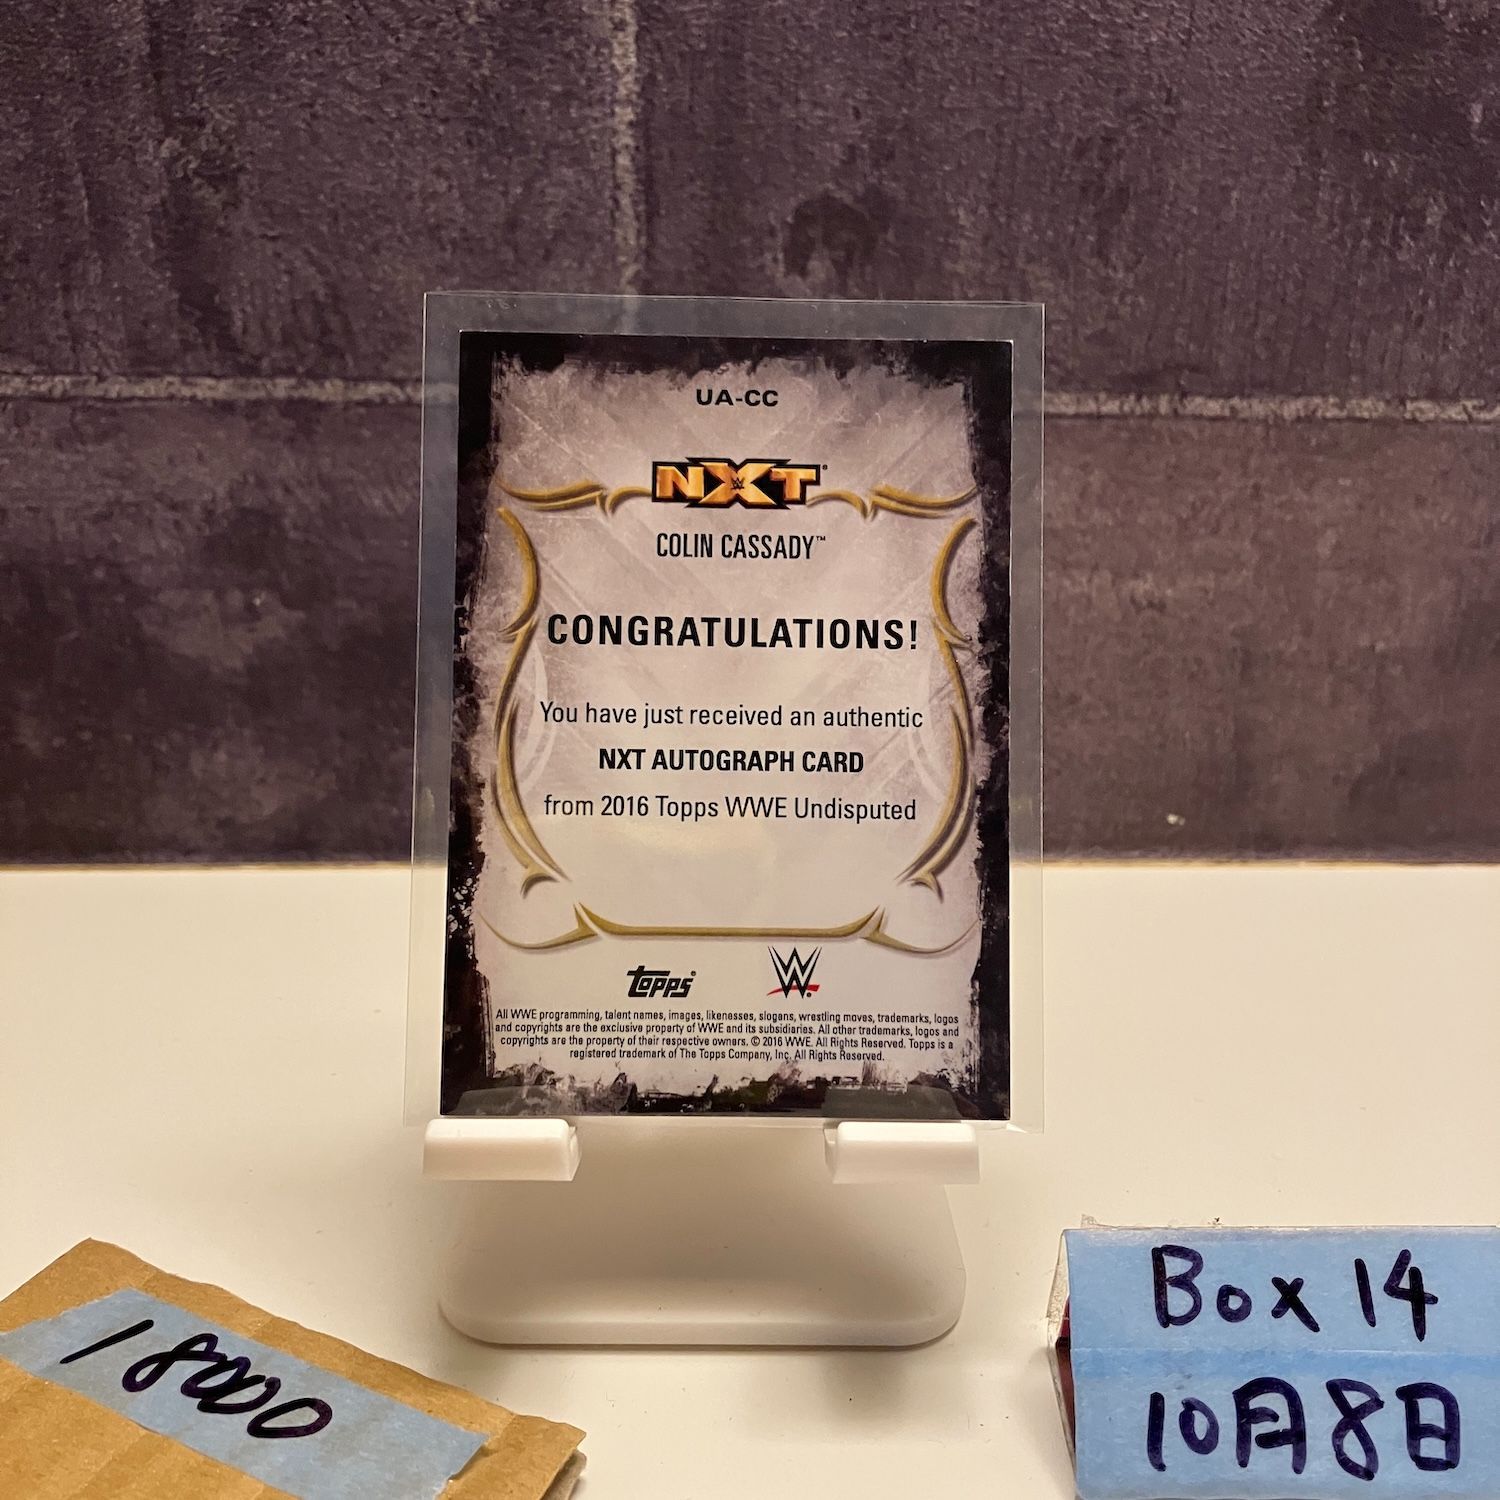 UA-CC
NXT
COLIN CASSADY™
CONGRATULATIONS!
You have just received an authentic
NXT AUTOGRAPH CARD
from 2016 Topps WWE Undisputed
topps® W®
All WWE programming, talent names, images, likenesses, slogans, wrestling moves, trademarks, logos
and copyrights are the exclusive property of WWE and its subsidiaries. All other trademarks, logos and
copyrights are the property of their respective owners. © 2016 WWE. All Rights Reserved. Topps is a
registered trademark of The Topps Company, Inc. All Rights Reserved.
18000
Box 14
10月8日